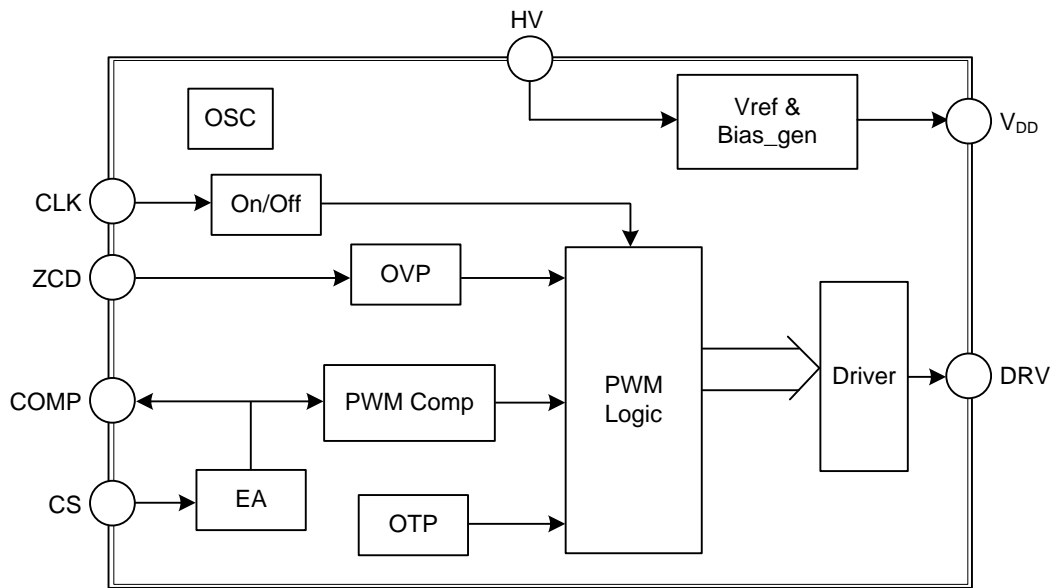 HV
OSC
Vref &
Bias_gen
VDD
CLK
On/Off
ZCD
OVP
COMP
PWM Comp
PWM
Logic
Driver
DRV
CS
EA
OTP